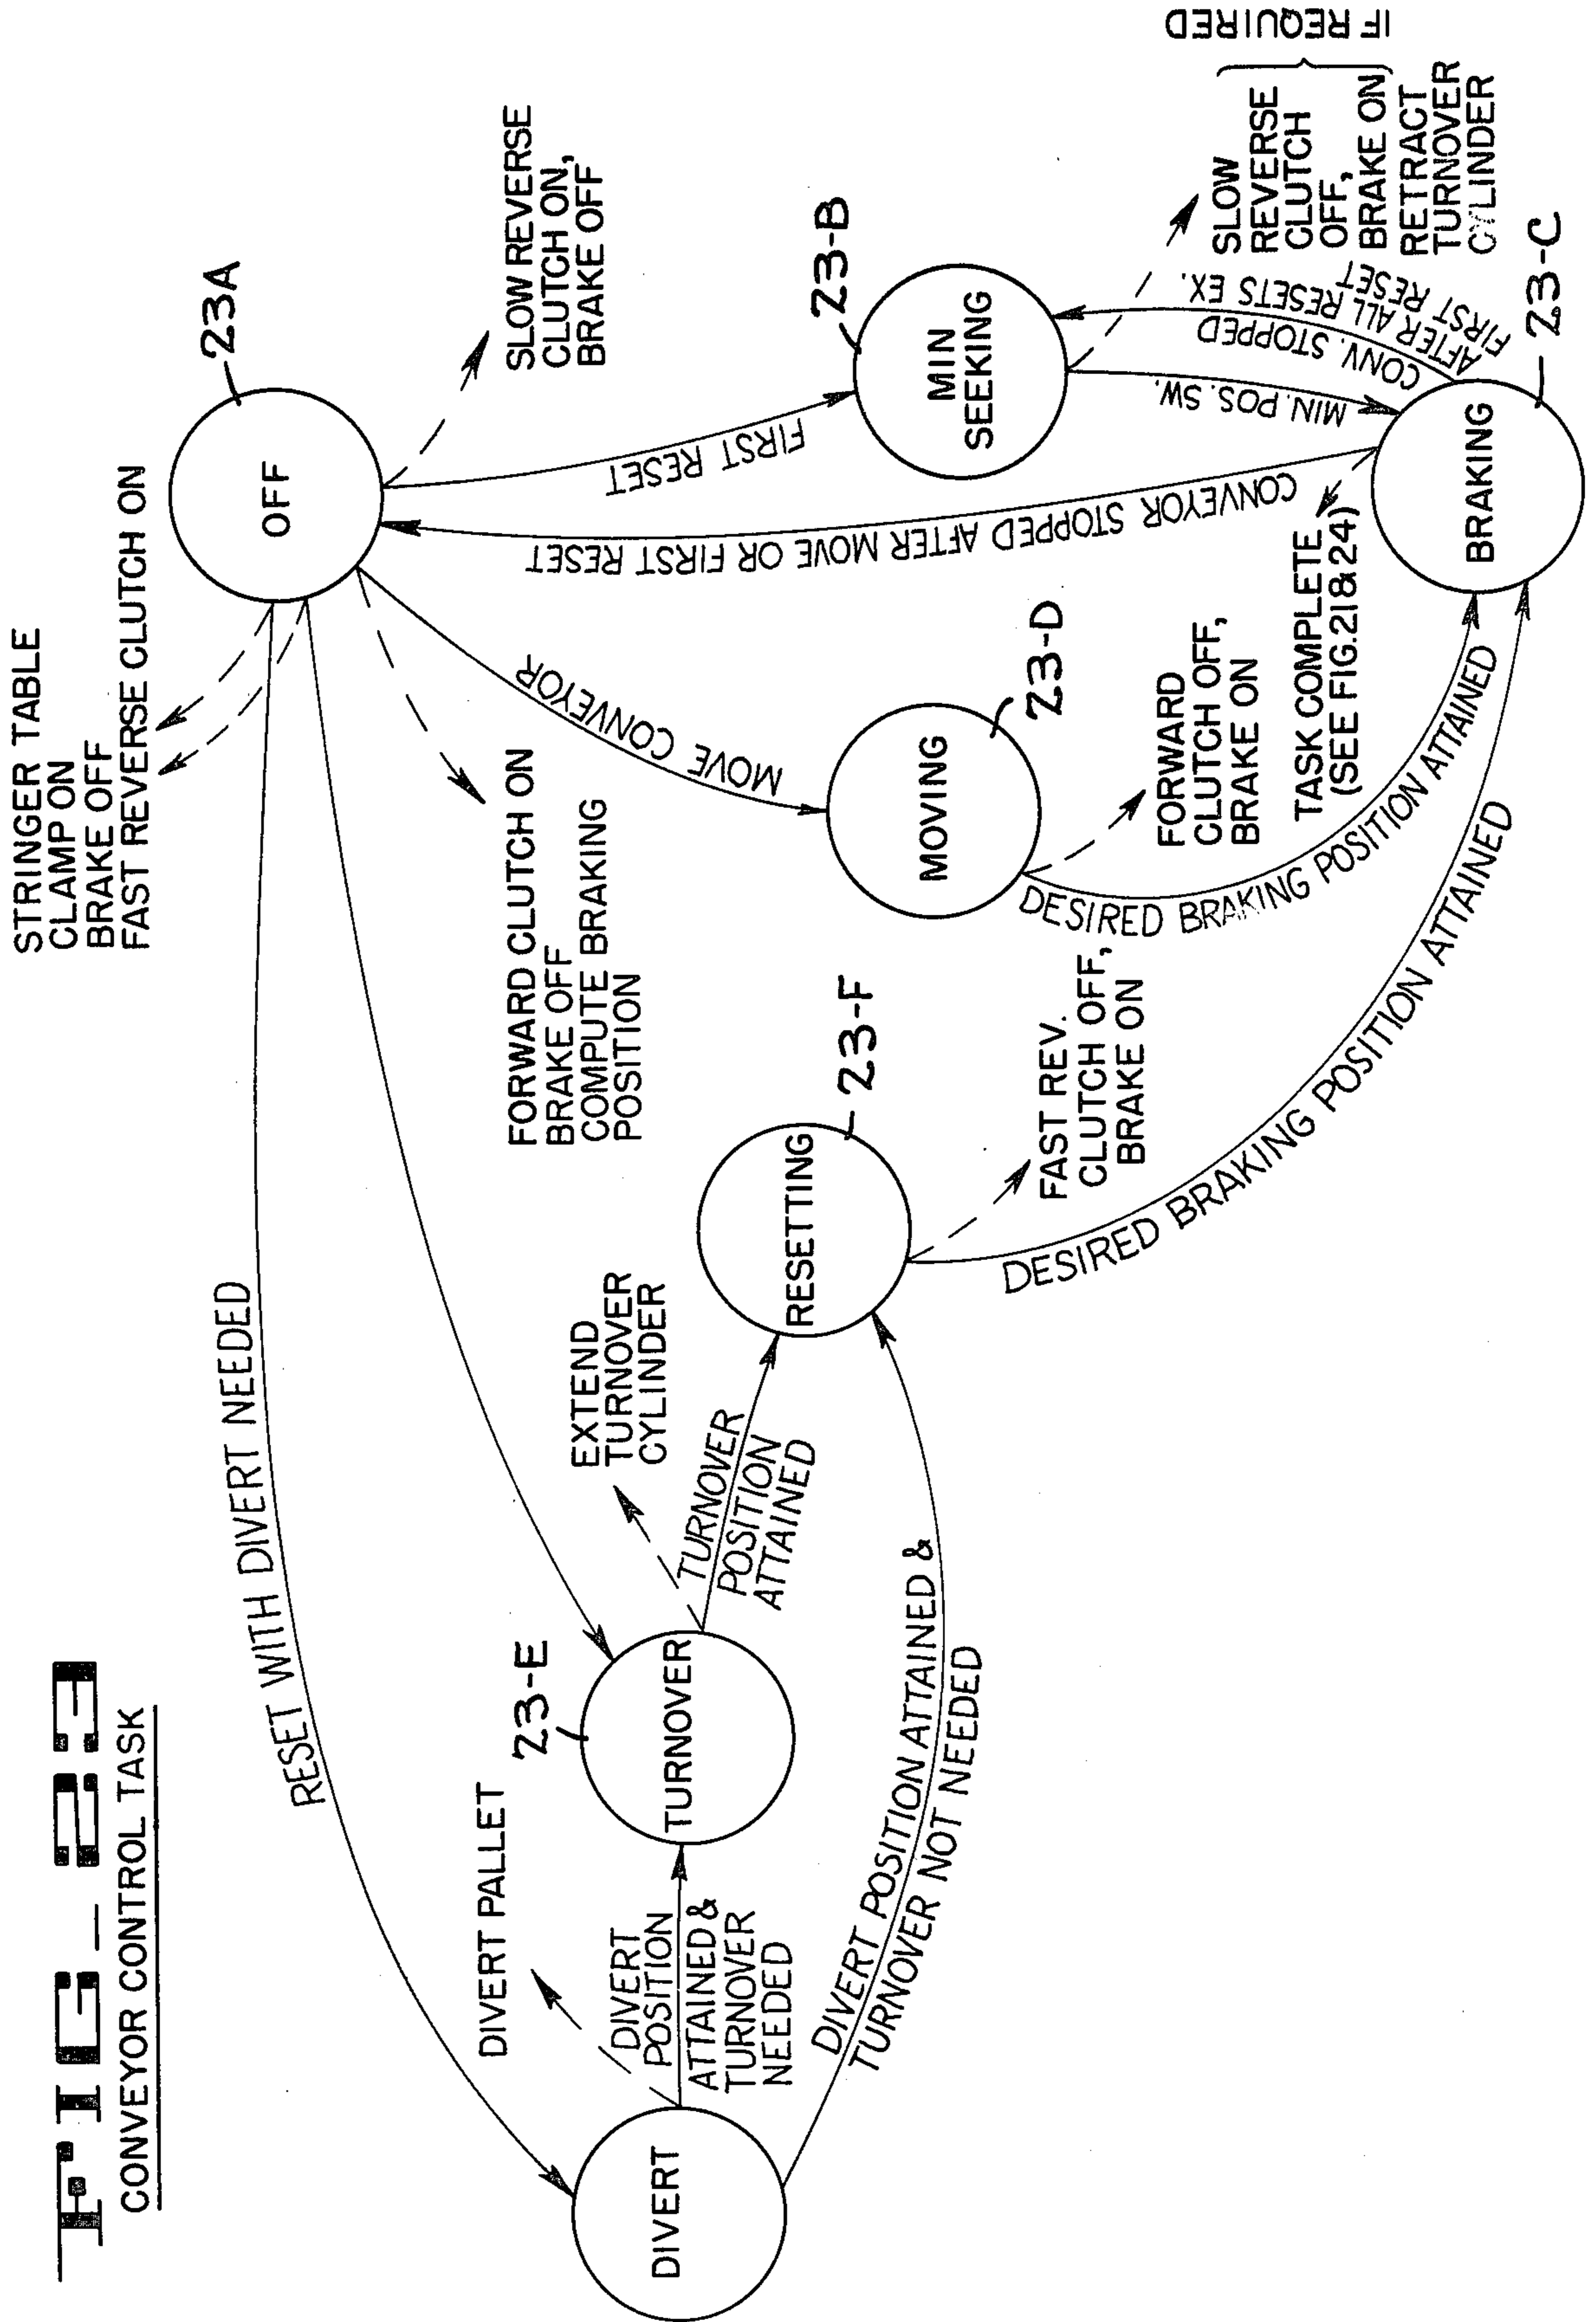 FIG_23
CONVEYOR CONTROL TASK
STRINGER TABLE
CLAMP ON
BRAKE OFF
FAST REVERSE CLUTCH ON
23A
OFF
SLOW REVERSE
CLUTCH ON,
BRAKE OFF
RESET WITH DIVERT NEEDED
FORWARD CLUTCH ON
BRAKE OFF
COMPUTE BRAKING
POSITION
MOVE CONVEYOR
FIRST RESET
CONVEYOR STOPPED AFTER MOVE OR FIRST RESET
23-B
MIN
SEEKING
SLOW
REVERSE
CLUTCH
OFF,
BRAKE ON
RETRACT
TURNOVER
CYLINDER
IF REQUIRED
MIN. POS. SW.
CONV. STOPPED
AFTER ALL RESETS EX.
FIRST RESET
23-C
BRAKING
TASK COMPLETE
(SEE FIG.21&24)
23-D
MOVING
FORWARD
CLUTCH OFF,
BRAKE ON
DESIRED BRAKING POSITION ATTAINED
23-F
RESETTING
FAST REV.
CLUTCH OFF,
BRAKE ON
DESIRED BRAKING POSITION ATTAINED
EXTEND
TURNOVER
CYLINDER
TURNOVER
POSITION
ATTAINED
23-E
TURNOVER
DIVERT PALLET
DIVERT
POSITION
ATTAINED &
TURNOVER
NEEDED
DIVERT
DIVERT POSITION ATTAINED &
TURNOVER NOT NEEDED